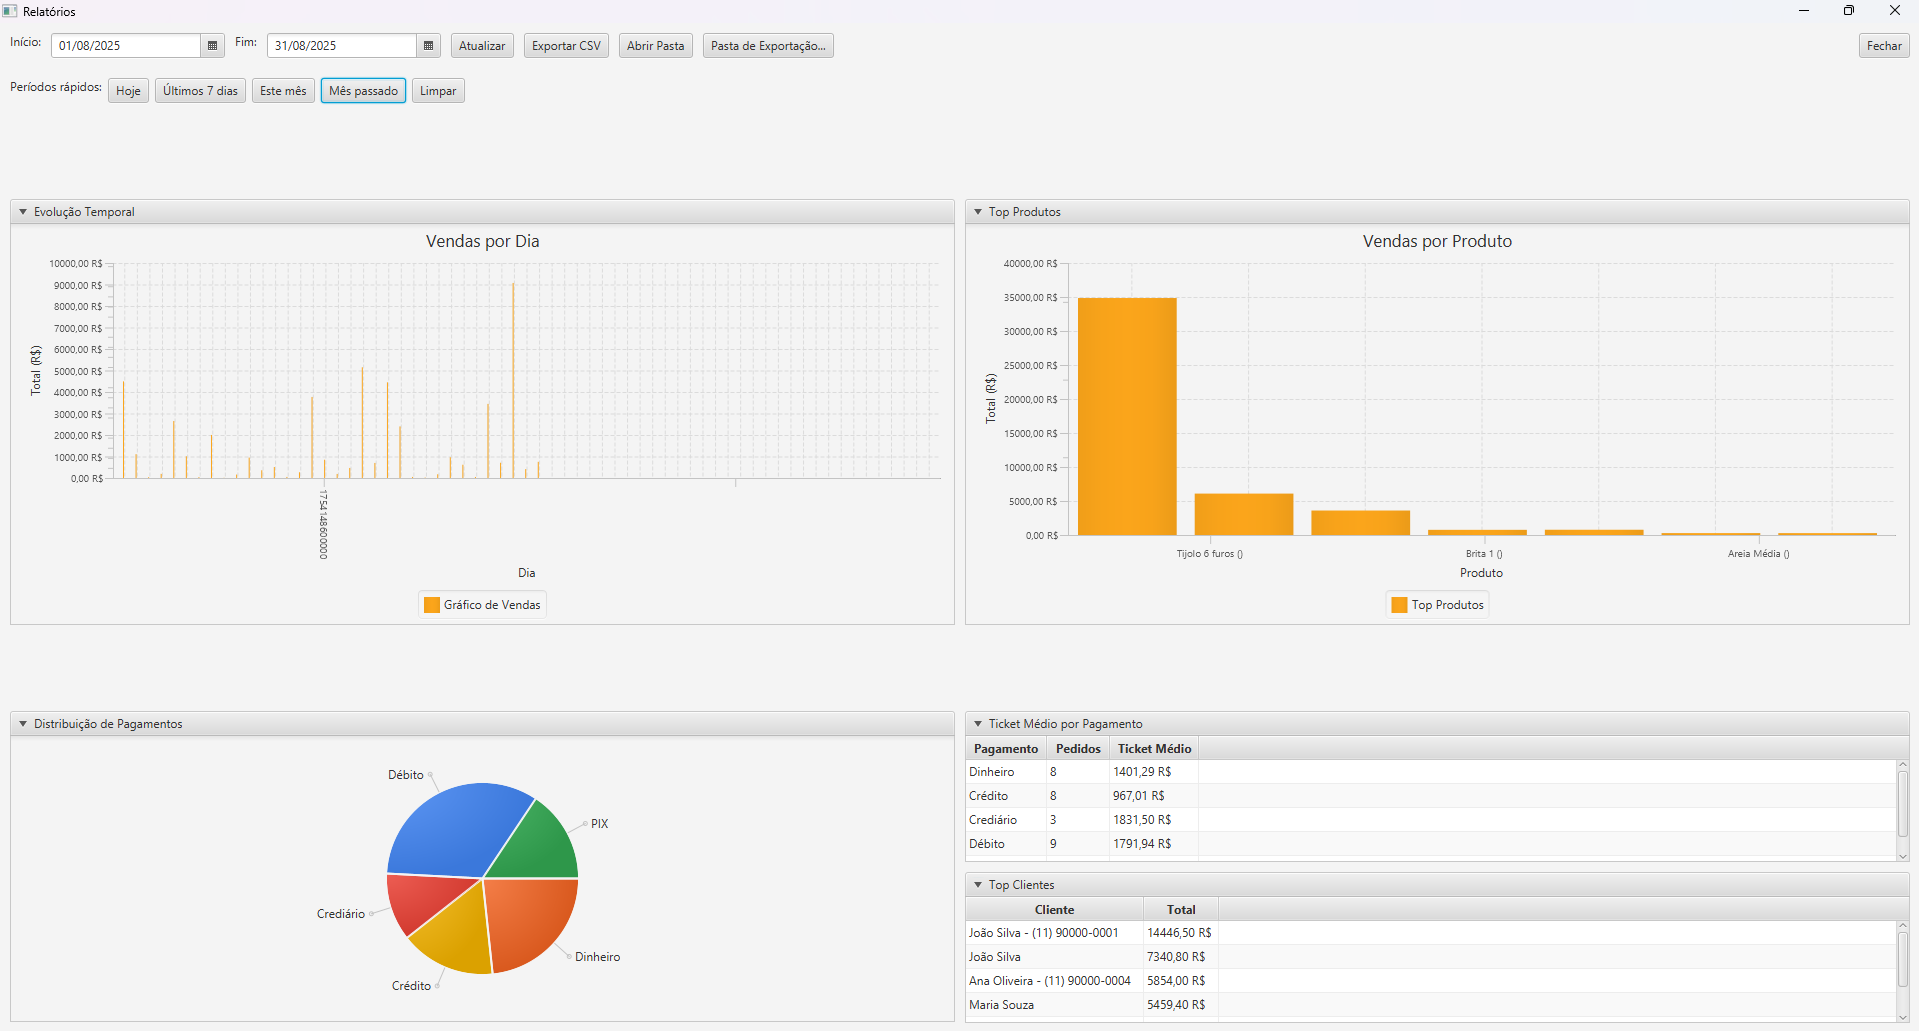 Relatórios
Início: 01/08/2025 Fim: 31/08/2025 Atualizar Exportar CSV Abrir Pasta Pasta de Exportação... Fechar
Períodos rápidos: Hoje Últimos 7 dias Este mês Mês passado Limpar
Evolução Temporal
Vendas por Dia
10000,00 R$
9000,00 R$
8000,00 R$
7000,00 R$
6000,00 R$
5000,00 R$
4000,00 R$
3000,00 R$
2000,00 R$
1000,00 R$
0,00 R$
Total (R$)
1754148600000
Dia
Gráfico de Vendas
Top Produtos
Vendas por Produto
40000,00 R$
35000,00 R$
30000,00 R$
25000,00 R$
20000,00 R$
15000,00 R$
10000,00 R$
5000,00 R$
0,00 R$
Total (R$)
Tijolo 6 furos () Brita 1 () Areia Média ()
Produto
Top Produtos
Distribuição de Pagamentos
Débito
PIX
Crediário
Dinheiro
Crédito
Ticket Médio por Pagamento
Pagamento Pedidos Ticket Médio
Dinheiro 8 1401,29 R$
Crédito 8 967,01 R$
Crediário 3 1831,50 R$
Débito 9 1791,94 R$
Top Clientes
Cliente Total
João Silva - (11) 90000-0001 14446,50 R$
João Silva 7340,80 R$
Ana Oliveira - (11) 90000-0004 5854,00 R$
Maria Souza 5459,40 R$